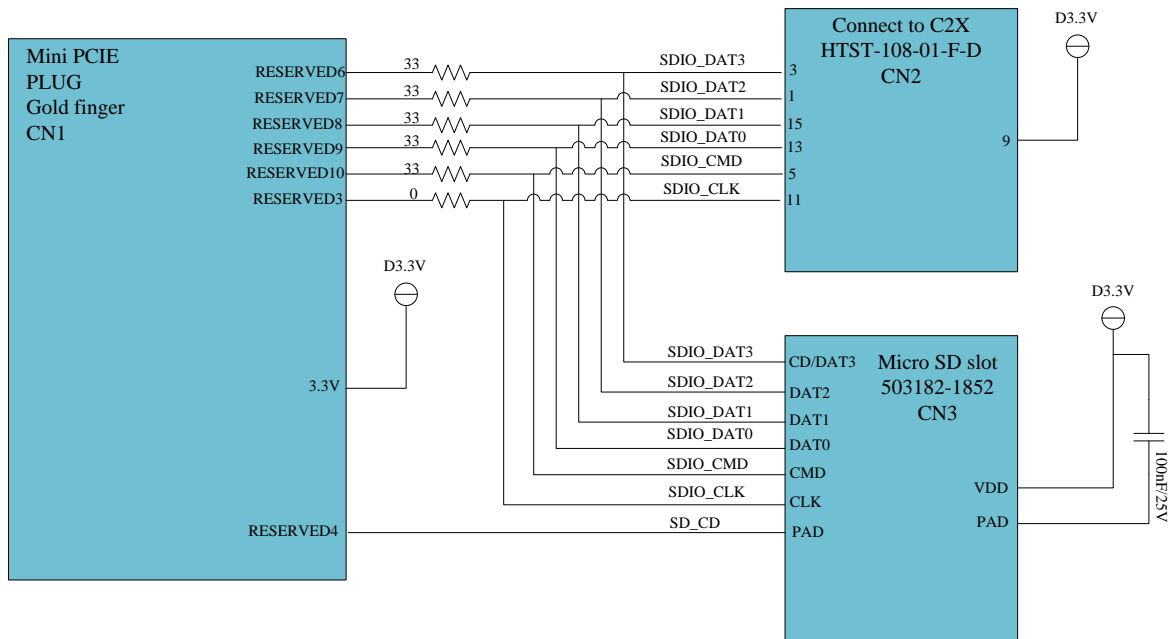 Mini PCIE
PLUG
Gold finger
CN1
RESERVED6
RESERVED7
RESERVED8
RESERVED9
RESERVED10
RESERVED3
3.3V
RESERVED4
33
33
33
33
33
0
D3.3V
SDIO_DAT3
SDIO_DAT2
SDIO_DAT1
SDIO_DAT0
SDIO_CMD
SDIO_CLK
Connect to C2X
HTST-108-01-F-D
CN2
3
1
15
13
5
11
9
D3.3V
SDIO_DAT3
SDIO_DAT2
SDIO_DAT1
SDIO_DAT0
SDIO_CMD
SDIO_CLK
SD_CD
Micro SD slot
503182-1852
CN3
CD/DAT3
DAT2
DAT1
DAT0
CMD
CLK
PAD
VDD
PAD
D3.3V
100nF/25V